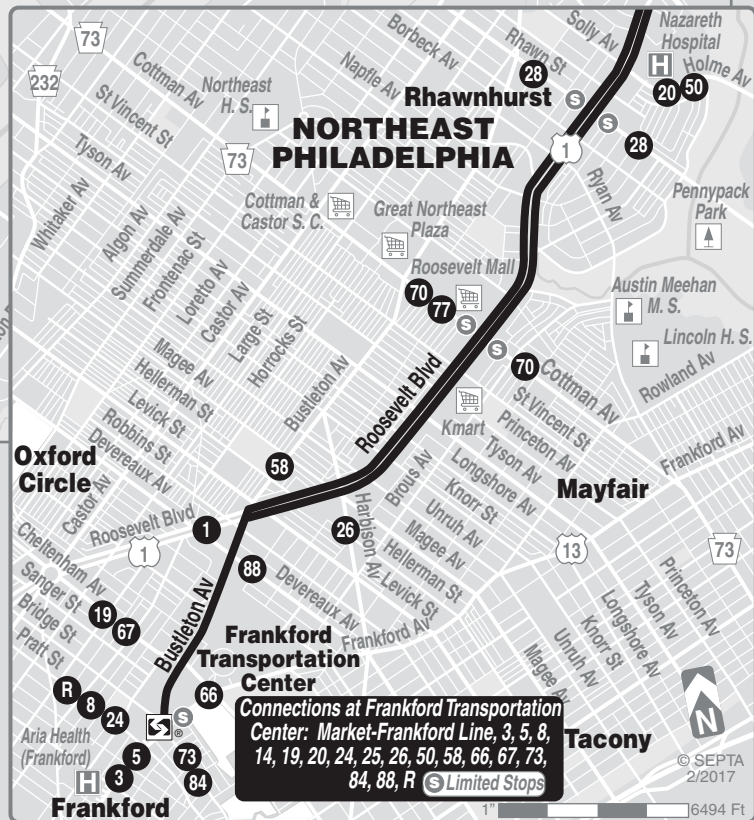 73
Cottman Av
232
St Vincent St
Tyson Av
Whitaker Av
Algon Av
Summerdale Av
Frontenac St
Loretto Av
Castor Av
Large St
Horrocks St
Northeast
H. S.
73
Borbeck Av
Napfle Av
Rhawn St
Solly Av
28
Rhawnhurst
S
S
28
Nazareth
Hospital
H
Holme Av
20
50
NORTHEAST
PHILADELPHIA
1
Ryan Av
Pennypack
Park
Cottman &
Castor S. C.
Great Northeast
Plaza
Roosevelt Mall
70
77
S
S
70
Austin Meehan
M. S.
Lincoln H. S.
Rowland Av
Frankford Av
Cottman Av
St Vincent St
Princeton Av
Tyson Av
Longshore Av
Knorr St
Unruh Av
Magee Av
Hellerman St
Levick St
Kmart
Brous Av
Mayfair
13
73
Roosevelt Blvd
Bustleton Av
Magee Av
Hellerman St
Levick St
Robbins St
Devereaux Av
Castor Av
Oxford
Circle
58
Roosevelt Blvd
1
1
Harbison Av
26
88
Devereaux Av
Frankford Av
Cheltenham Av
Sanger St
Bridge St
Pratt St
19
67
Bustleton Av
Frankford
Transportation
Center
66
R
8
24
S
®
Aria Health
(Frankford)
H
5
3
73
84
Frankford
Princeton Av
Tyson Av
Longshore Av
Knorr St
Unruh Av
Magee Av
Tacony
Connections at Frankford Transportation
Center: Market-Frankford Line, 3, 5, 8,
14, 19, 20, 24, 25, 26, 50, 58, 66, 67, 73,
84, 88, R S Limited Stops
N
© SEPTA
2/2017
1" 6494 Ft